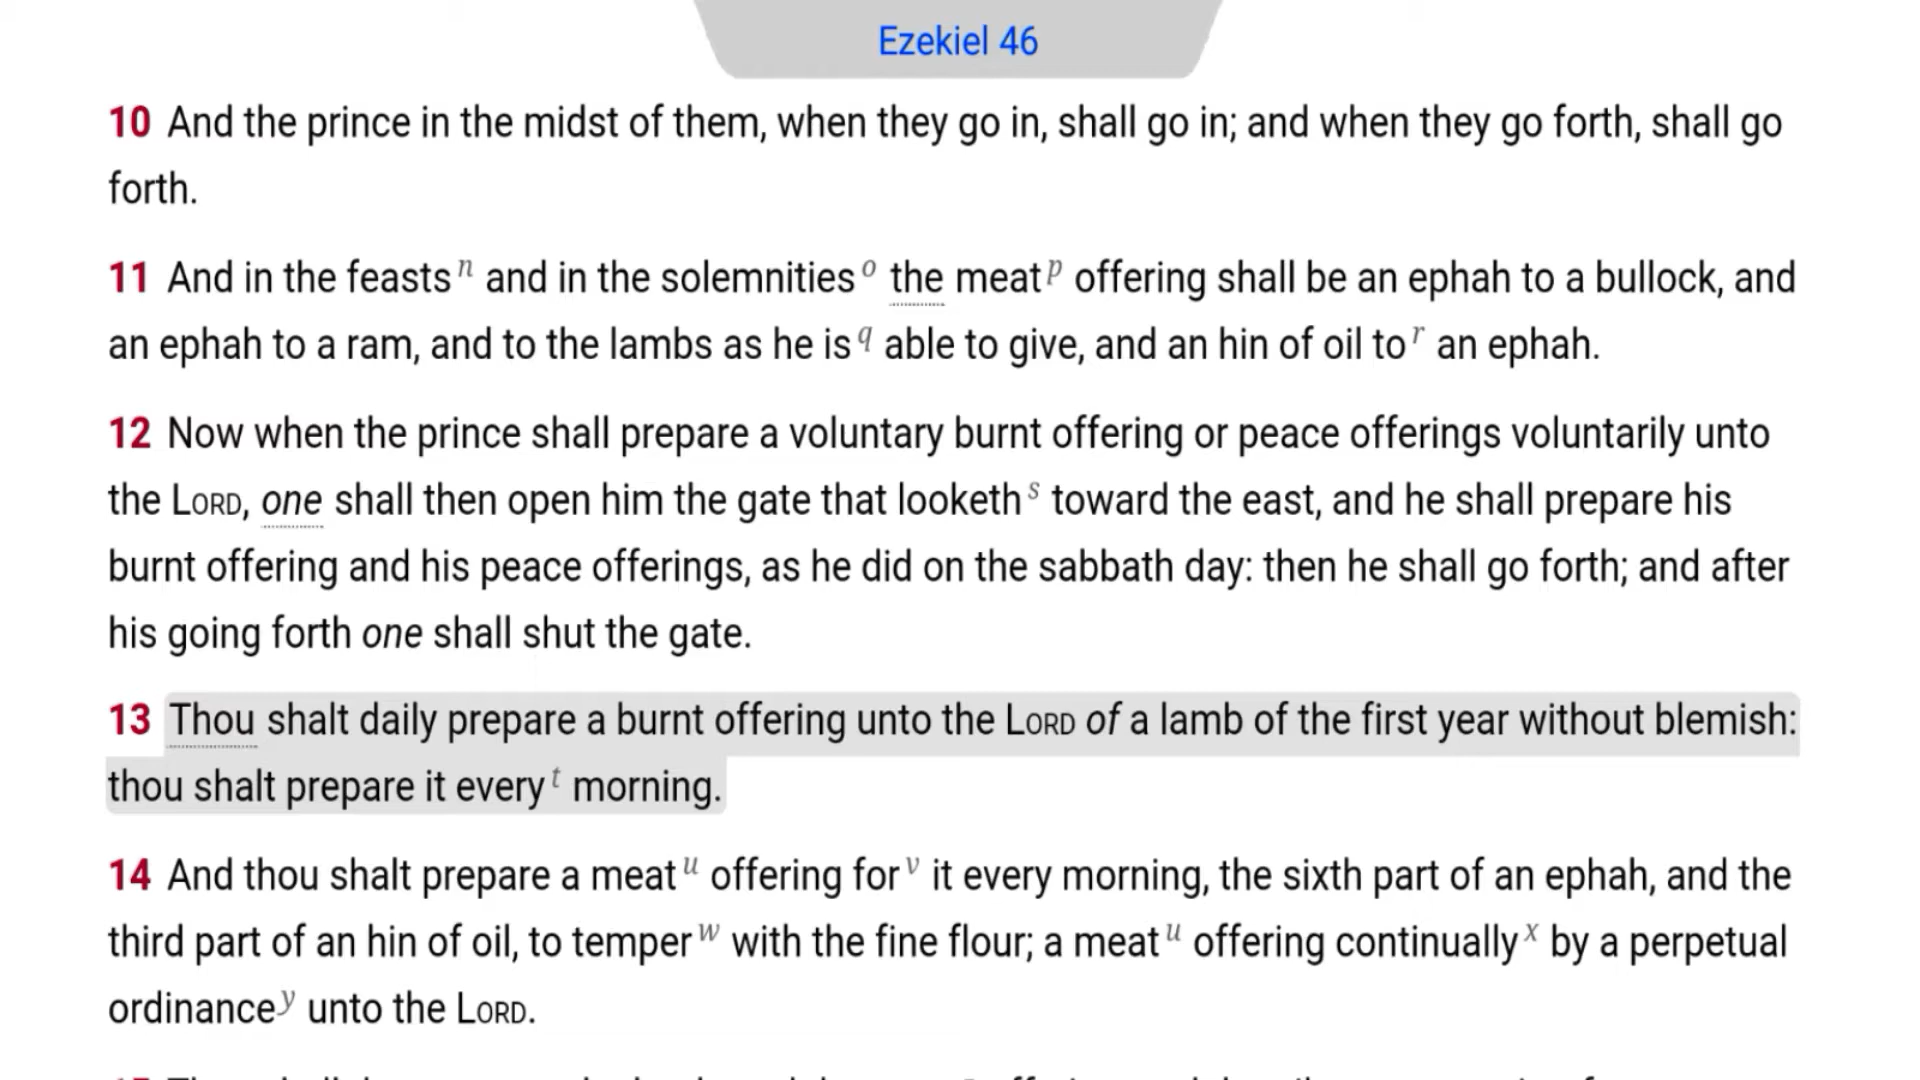 Ezekiel 46
10 And the prince in the midst of them, when they go in, shall go in; and when they go forth, shall go
forth.
11 And in the feasts n and in the solemnities o the meat p offering shall be an ephah to a bullock, and
an ephah to a ram, and to the lambs as he is q able to give, and an hin of oil to r an ephah.
12 Now when the prince shall prepare a voluntary burnt offering or peace offerings voluntarily unto
the LORD, one shall then open him the gate that looketh s toward the east, and he shall prepare his
burnt offering and his peace offerings, as he did on the sabbath day: then he shall go forth; and after
his going forth one shall shut the gate.
13 Thou shalt daily prepare a burnt offering unto the LORD of a lamb of the first year without blemish:
thou shalt prepare it every t morning.
14 And thou shalt prepare a meat u offering for v it every morning, the sixth part of an ephah, and the
third part of an hin of oil, to temper w with the fine flour; a meat u offering continually x by a perpetual
ordinance y unto the LORD.